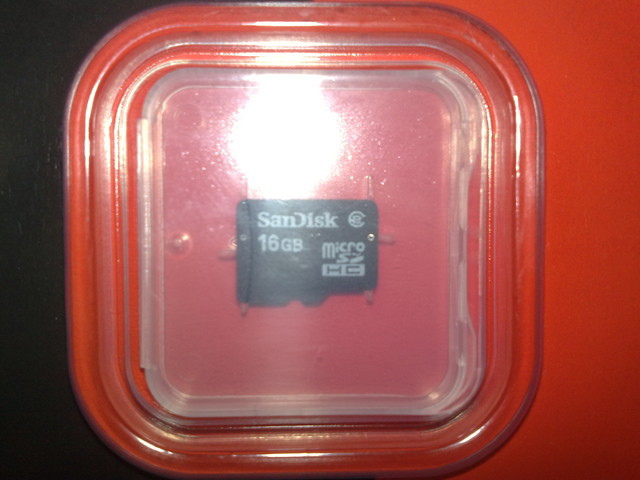 SanDisk
16GB
micro
SD
HC